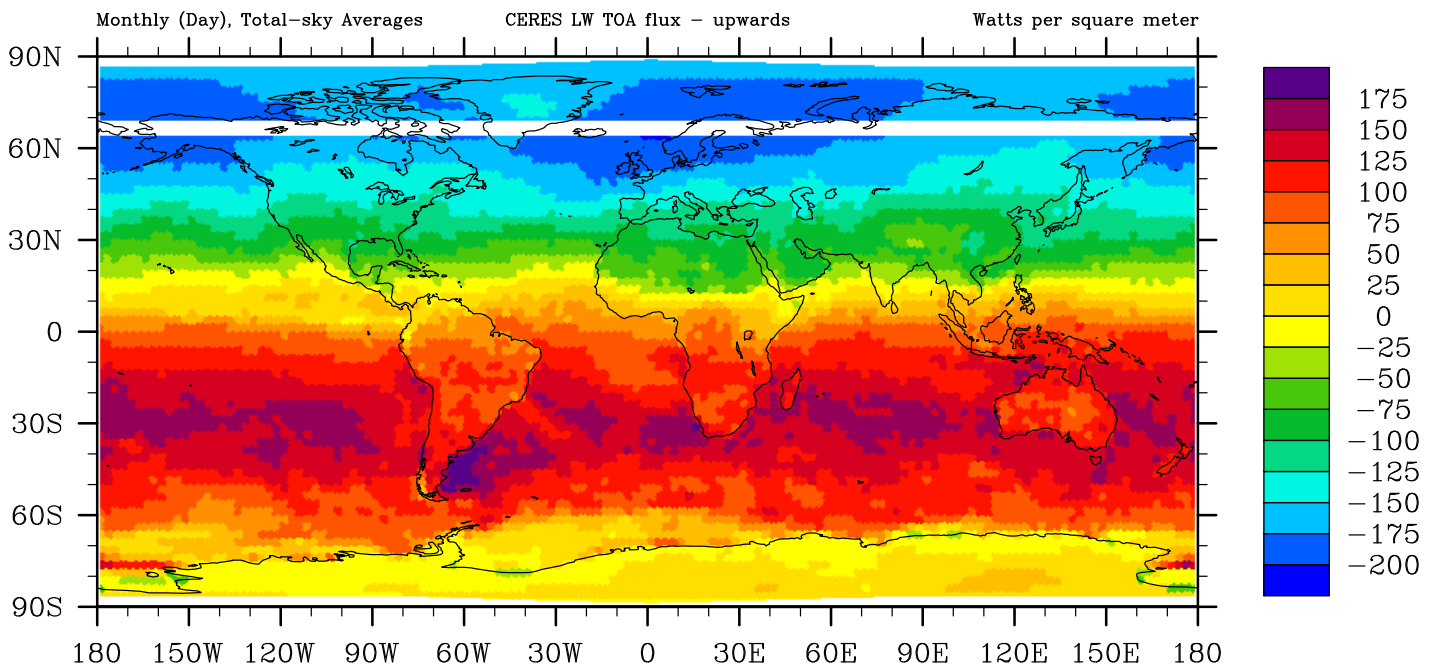 Monthly (Day), Total-sky Averages CERES LW TOA flux - upwards Watts per square meter
90N
60N
30N
0
30S
60S
90S
180 150W 120W 90W 60W 30W 0 30E 60E 90E 120E 150E 180
175
150
125
100
75
50
25
0
-25
-50
-75
-100
-125
-150
-175
-200